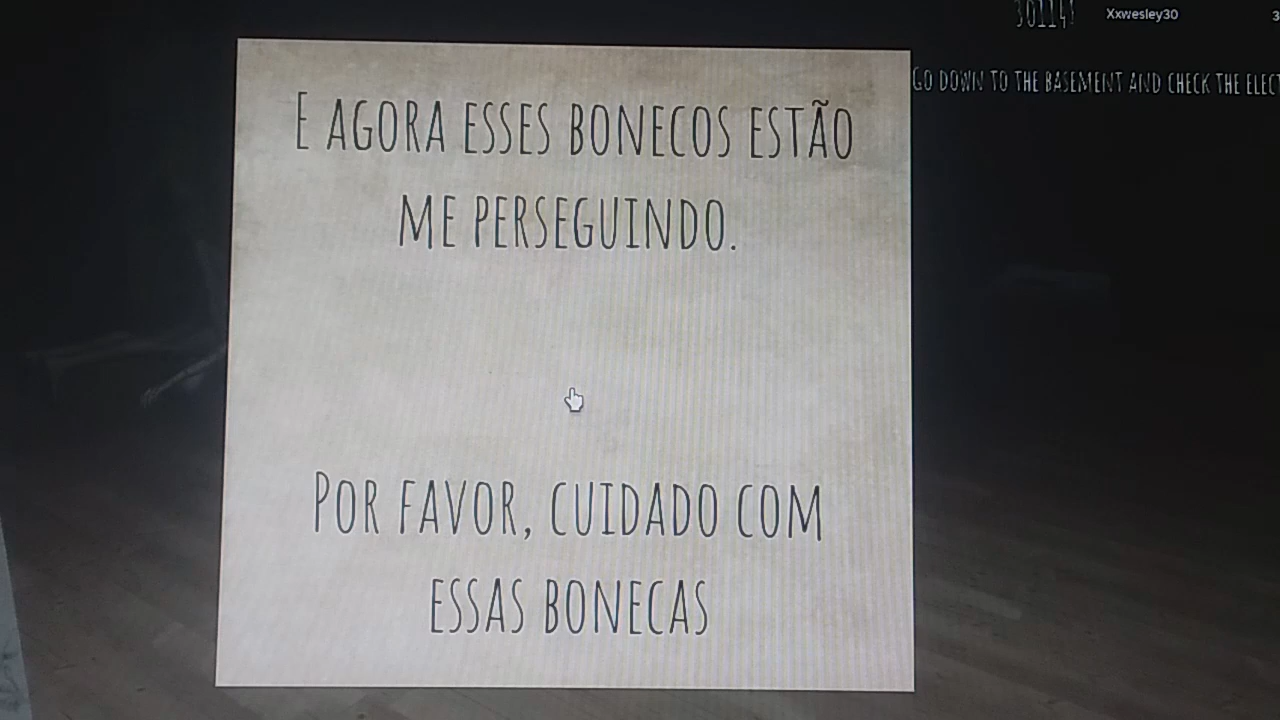 Xxwesley30
GO DOWN TO THE BASEMENT AND CHECK THE
E AGORA ESSES BONECOS ESTÃO
ME PERSEGUINDO.
POR FAVOR, CUIDADO COM
ESSAS BONECAS